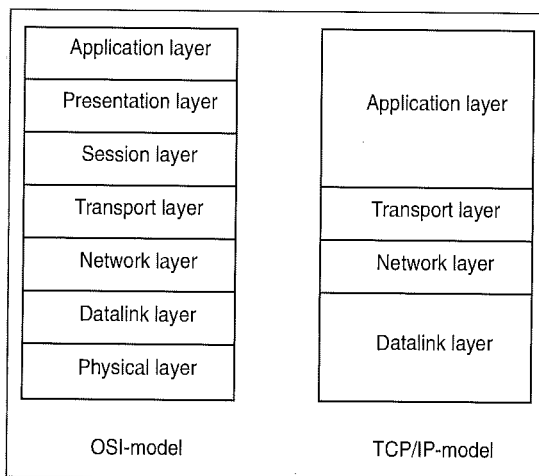 Application layer
Presentation layer
Session layer
Transport layer
Network layer
Datalink layer
Physical layer
OSI-model
Application layer
Transport layer
Network layer
Datalink layer
TCP/IP-model